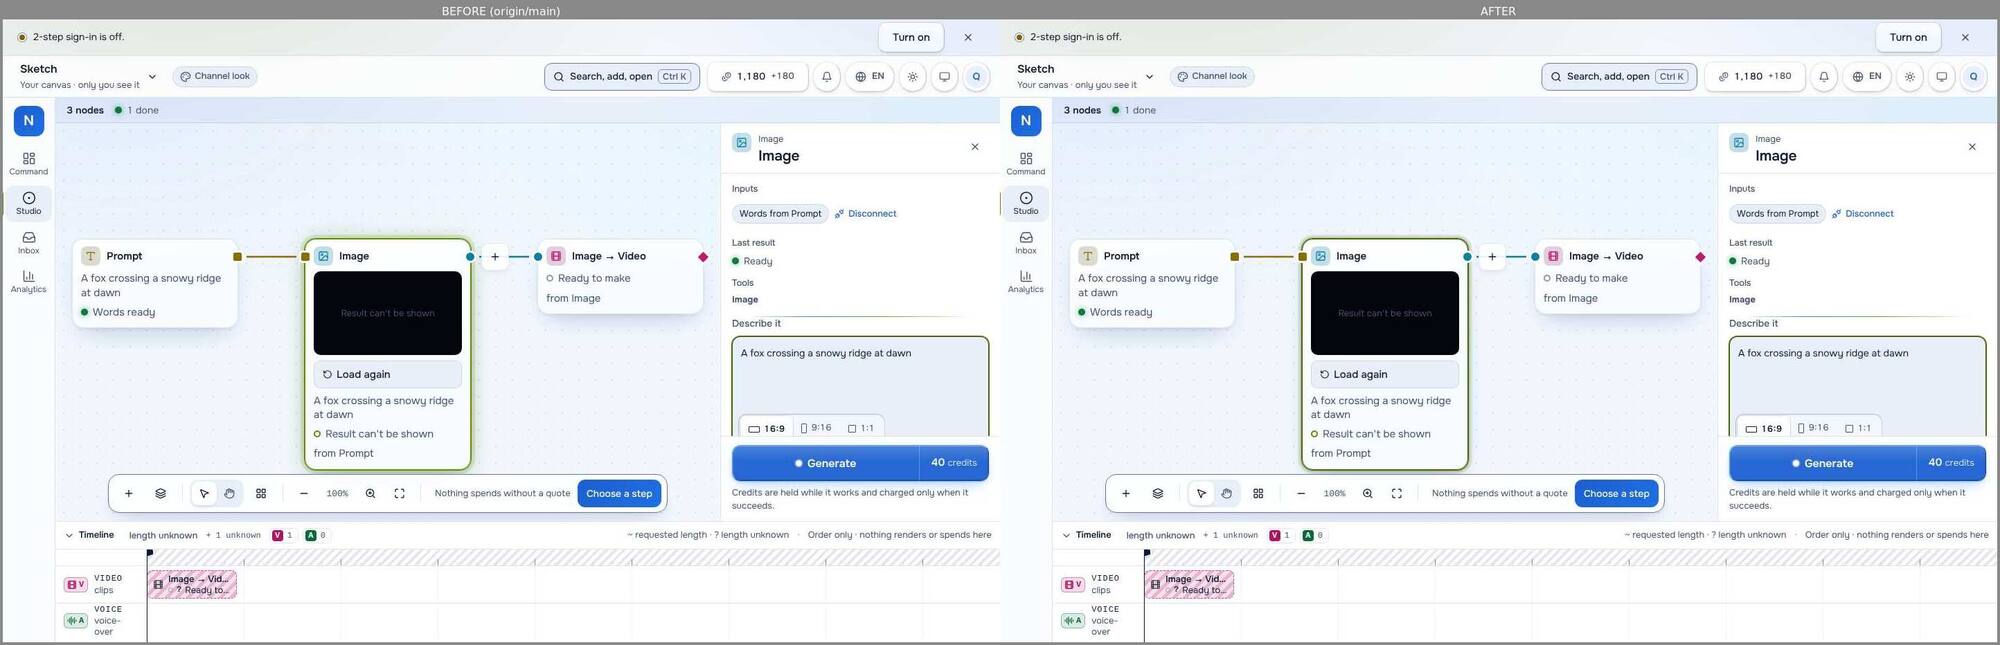 BEFORE (origin/main)
2-step sign-in is off.
Turn on
Sketch
Your canvas · only you see it
Channel look
Search, add, open Ctrl K
1,180 +180
EN
Q
3 nodes 1 done
N
Command
Studio
Inbox
Analytics
Prompt
A fox crossing a snowy ridge
at dawn
Words ready
Image
Result can't be shown
Load again
A fox crossing a snowy ridge
at dawn
Result can't be shown
from Prompt
Image → Video
Ready to make
from Image
100%
Nothing spends without a quote
Choose a step
Image
Image
Inputs
Words from Prompt Disconnect
Last result
Ready
Tools
Image
Describe it
A fox crossing a snowy ridge at dawn
16:9 9:16 1:1
Generate 40 credits
Credits are held while it works and charged only when it
succeeds.
Timeline length unknown + 1 unknown V 1 A 0
~ requested length · ? length unknown · Order only · nothing renders or spends here
V VIDEO
clips
Image → Vid...
? Ready to...
A VOICE
voice-
over
AFTER
2-step sign-in is off.
Turn on
Sketch
Your canvas · only you see it
Channel look
Search, add, open Ctrl K
1,180 +180
EN
Q
3 nodes 1 done
N
Command
Studio
Inbox
Analytics
Prompt
A fox crossing a snowy ridge
at dawn
Words ready
Image
Result can't be shown
Load again
A fox crossing a snowy ridge
at dawn
Result can't be shown
from Prompt
Image → Video
Ready to make
from Image
100%
Nothing spends without a quote
Choose a step
Image
Image
Inputs
Words from Prompt Disconnect
Last result
Ready
Tools
Image
Describe it
A fox crossing a snowy ridge at dawn
16:9 9:16 1:1
Generate 40 credits
Credits are held while it works and charged only when it
succeeds.
Timeline length unknown + 1 unknown V 1 A 0
~ requested length · ? length unknown · Order only · nothing renders or spends here
V VIDEO
clips
Image → Vid...
? Ready to...
A VOICE
voice-
over